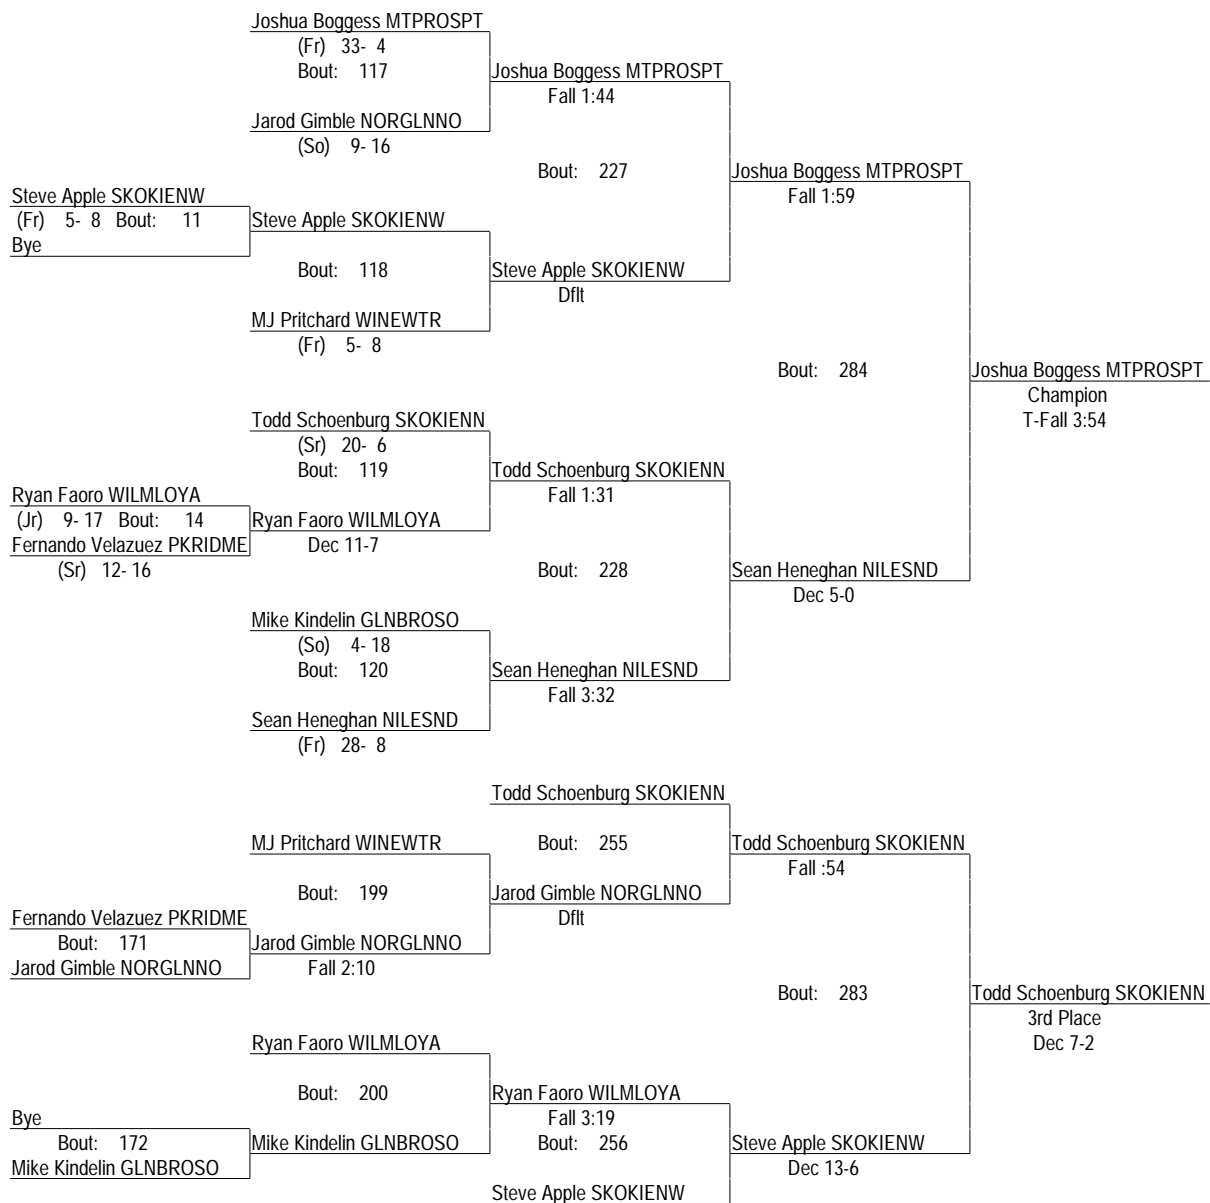 Joshua Boggess MTPROSPT
(Fr) 33- 4
Bout: 117
Joshua Boggess MTPROSPT
Fall 1:44
Jarod Gimble NORGLNNO
(So) 9- 16
Bout: 227
Joshua Boggess MTPROSPT
Fall 1:59
Steve Apple SKOKIENW
(Fr) 5- 8 Bout: 11
Bye
Steve Apple SKOKIENW
Bout: 118
Steve Apple SKOKIENW
Dflt
MJ Pritchard WINEWTR
(Fr) 5- 8
Bout: 284
Joshua Boggess MTPROSPT
Champion
T-Fall 3:54
Todd Schoenburg SKOKIENN
(Sr) 20- 6
Bout: 119
Todd Schoenburg SKOKIENN
Fall 1:31
Ryan Faoro WILMLOYA
(Jr) 9- 17 Bout: 14
Fernando Velazuez PKRIDME
(Sr) 12- 16
Ryan Faoro WILMLOYA
Dec 11-7
Bout: 228
Sean Heneghan NILESND
Dec 5-0
Mike Kindelin GLNBROSO
(So) 4- 18
Bout: 120
Sean Heneghan NILESND
Fall 3:32
Sean Heneghan NILESND
(Fr) 28- 8
Todd Schoenburg SKOKIENN
MJ Pritchard WINEWTR
Bout: 255
Todd Schoenburg SKOKIENN
Fall :54
Bout: 199
Jarod Gimble NORGLNNO
Dflt
Fernando Velazuez PKRIDME
Bout: 171
Jarod Gimble NORGLNNO
Jarod Gimble NORGLNNO
Fall 2:10
Bout: 283
Todd Schoenburg SKOKIENN
3rd Place
Dec 7-2
Ryan Faoro WILMLOYA
Bout: 200
Ryan Faoro WILMLOYA
Fall 3:19
Bye
Bout: 172
Mike Kindelin GLNBROSO
Mike Kindelin GLNBROSO
Bout: 256
Steve Apple SKOKIENW
Dec 13-6
Steve Apple SKOKIENW